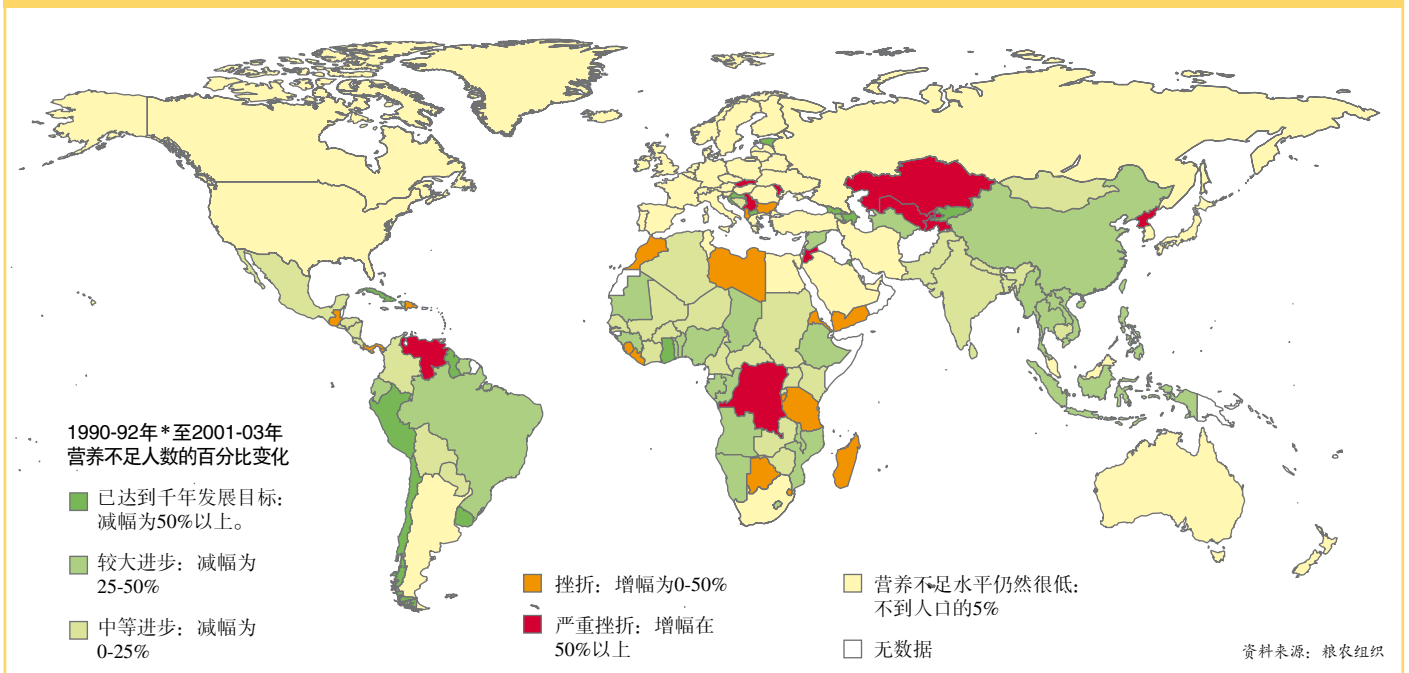 1990-92年*至2001-03年
营养不足人数的百分比变化
已达到千年发展目标：
减幅为50%以上。
较大进步：减幅为
25-50%
中等进步：减幅为
0-25%
挫折：增幅为0-50%
严重挫折：增幅在
50%以上
营养不足水平仍然很低：
不到人口的5%
无数据
资料来源：粮农组织